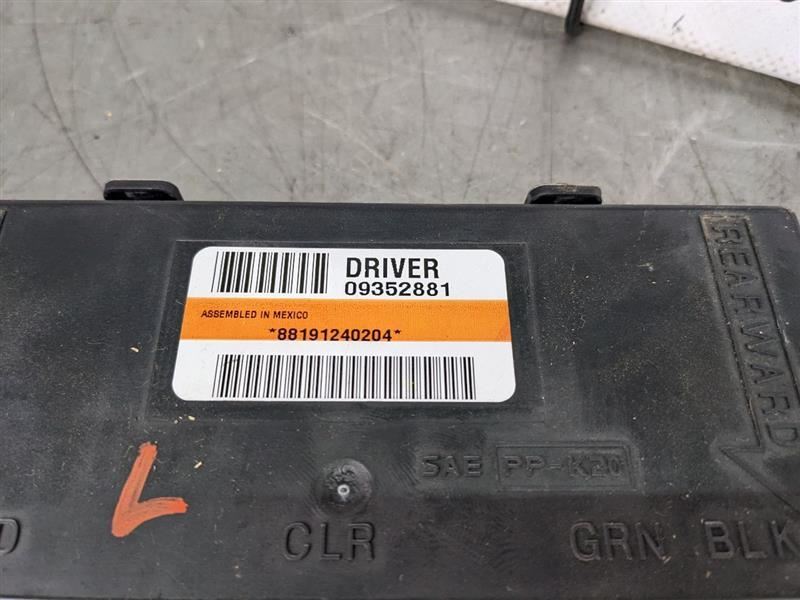 DRIVER
09352881
ASSEMBLED IN MEXICO
*88191240204*
REARWARD
SAE PP-K20
CLR
GRN BLK